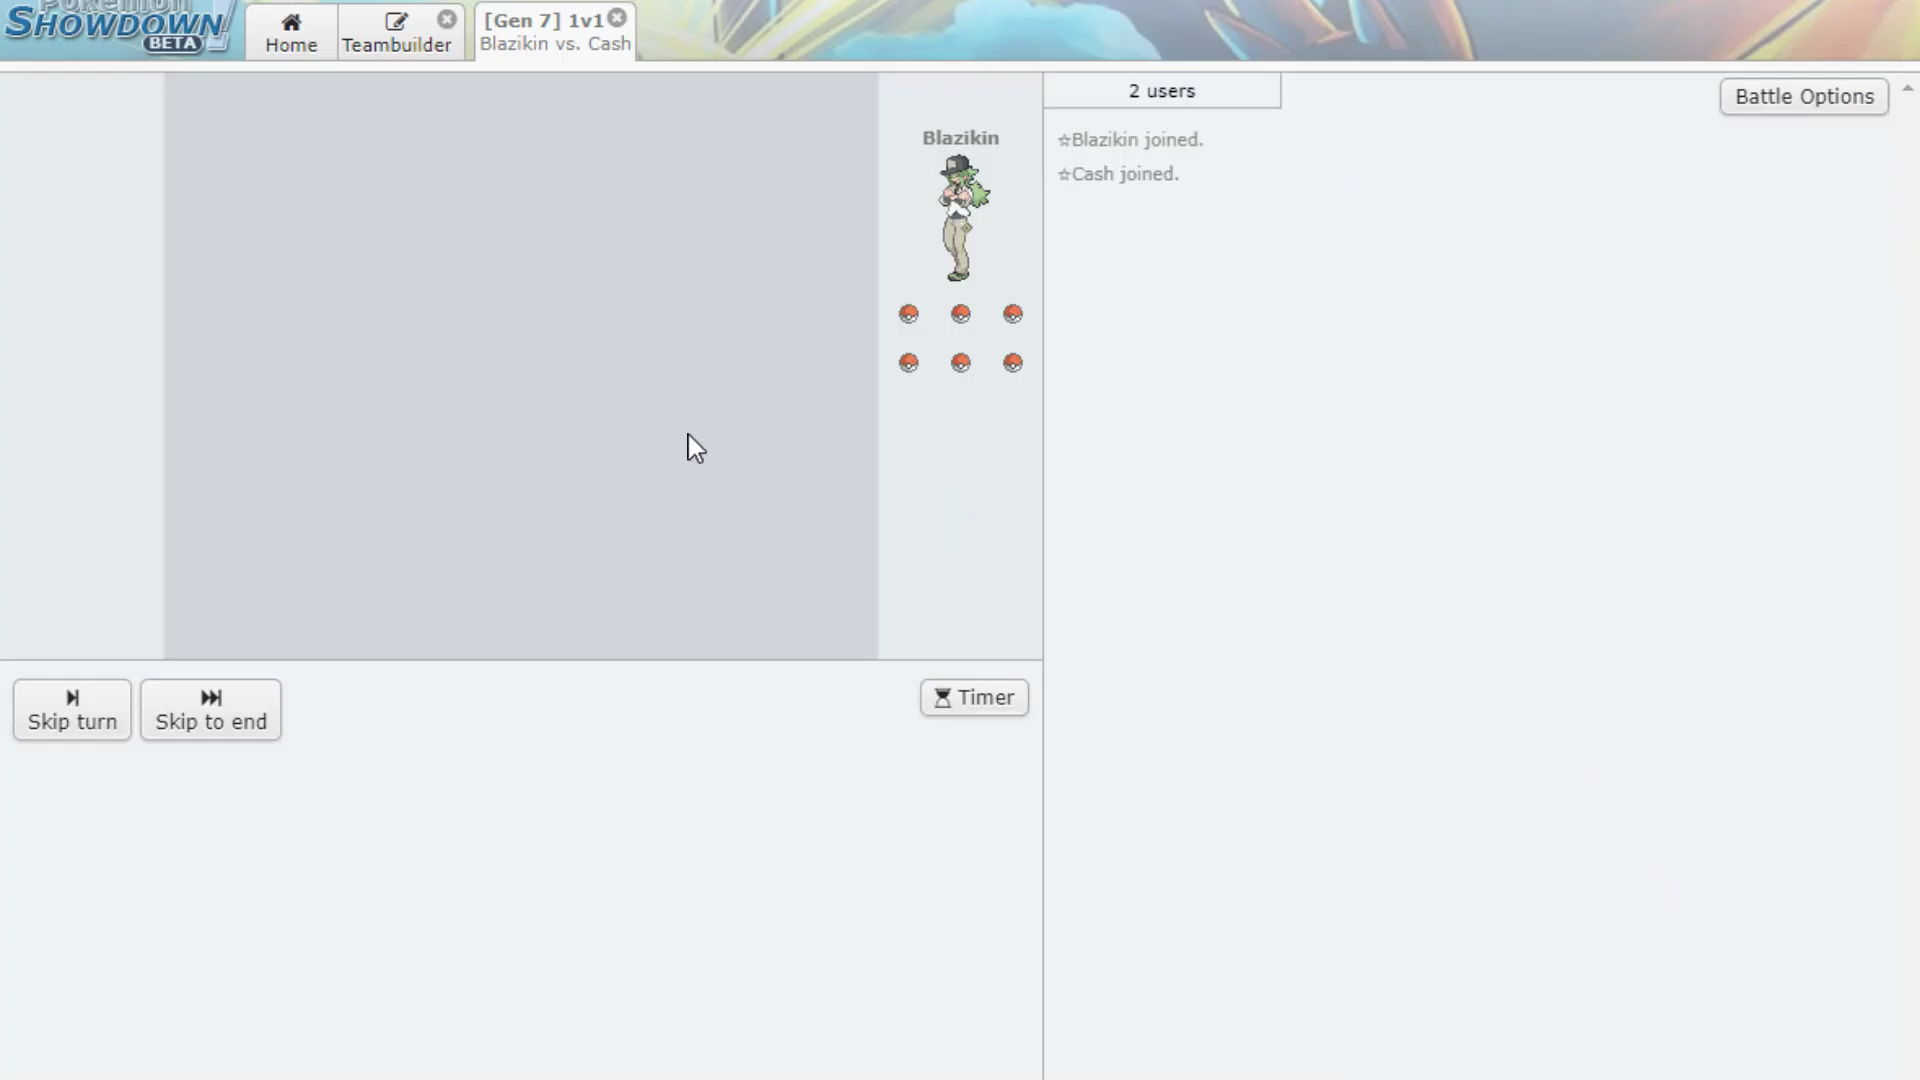 Pokémon
SHOWDOWN
BETA
Home
Teambuilder
[Gen 7] 1v1
Blazikin vs. Cash
2 users
Battle Options
☆Blazikin joined.
☆Cash joined.
Blazikin
Skip turn
Skip to end
Timer